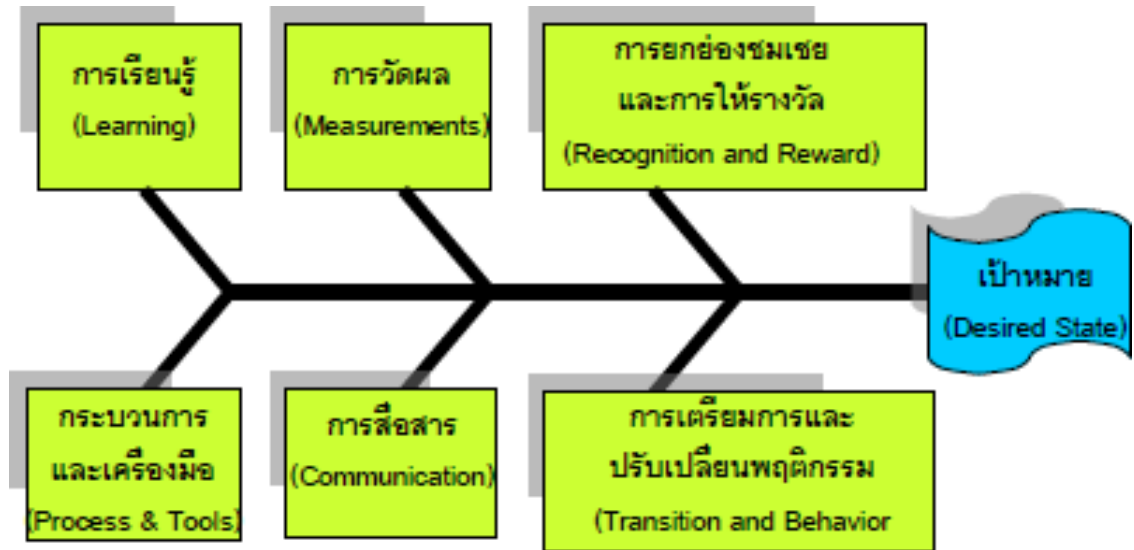 การเรียนรู้
(Learning)
การวัดผล
(Measurements)
การยกย่องชมเชย
และการให้รางวัล
(Recognition and Reward)
เป้าหมาย
(Desired State)
กระบวนการ
และเครื่องมือ
(Process & Tools)
การสื่อสาร
(Communication)
การเตรียมการและ
ปรับเปลี่ยนพฤติกรรม
(Transition and Behavior